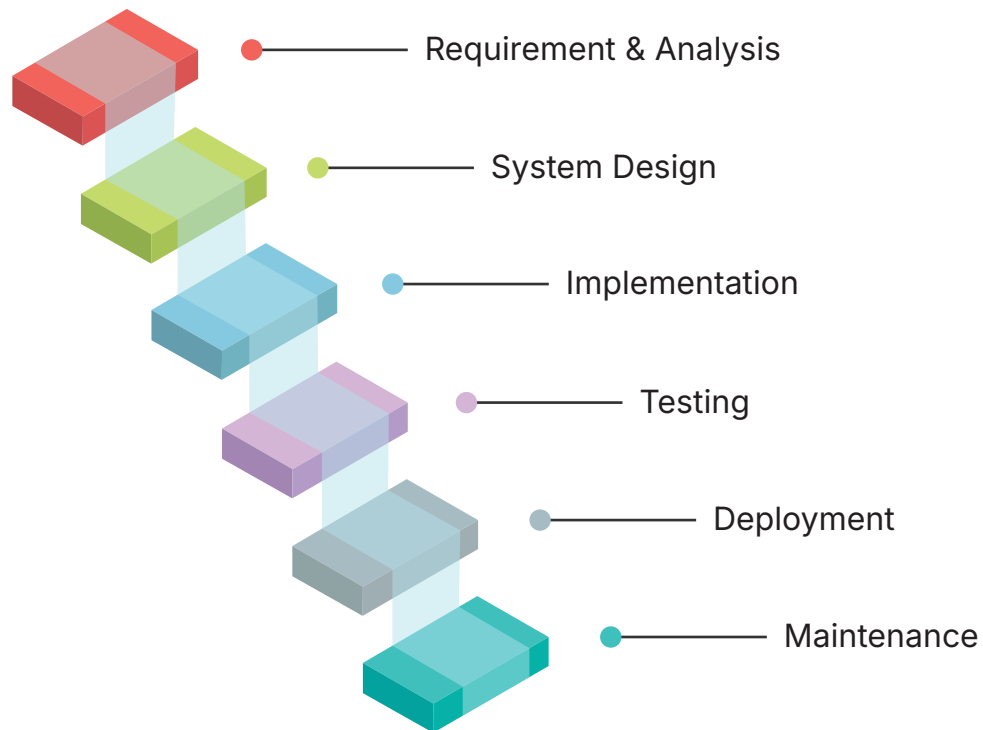 Requirement & Analysis
System Design
Implementation
Testing
Deployment
Maintenance